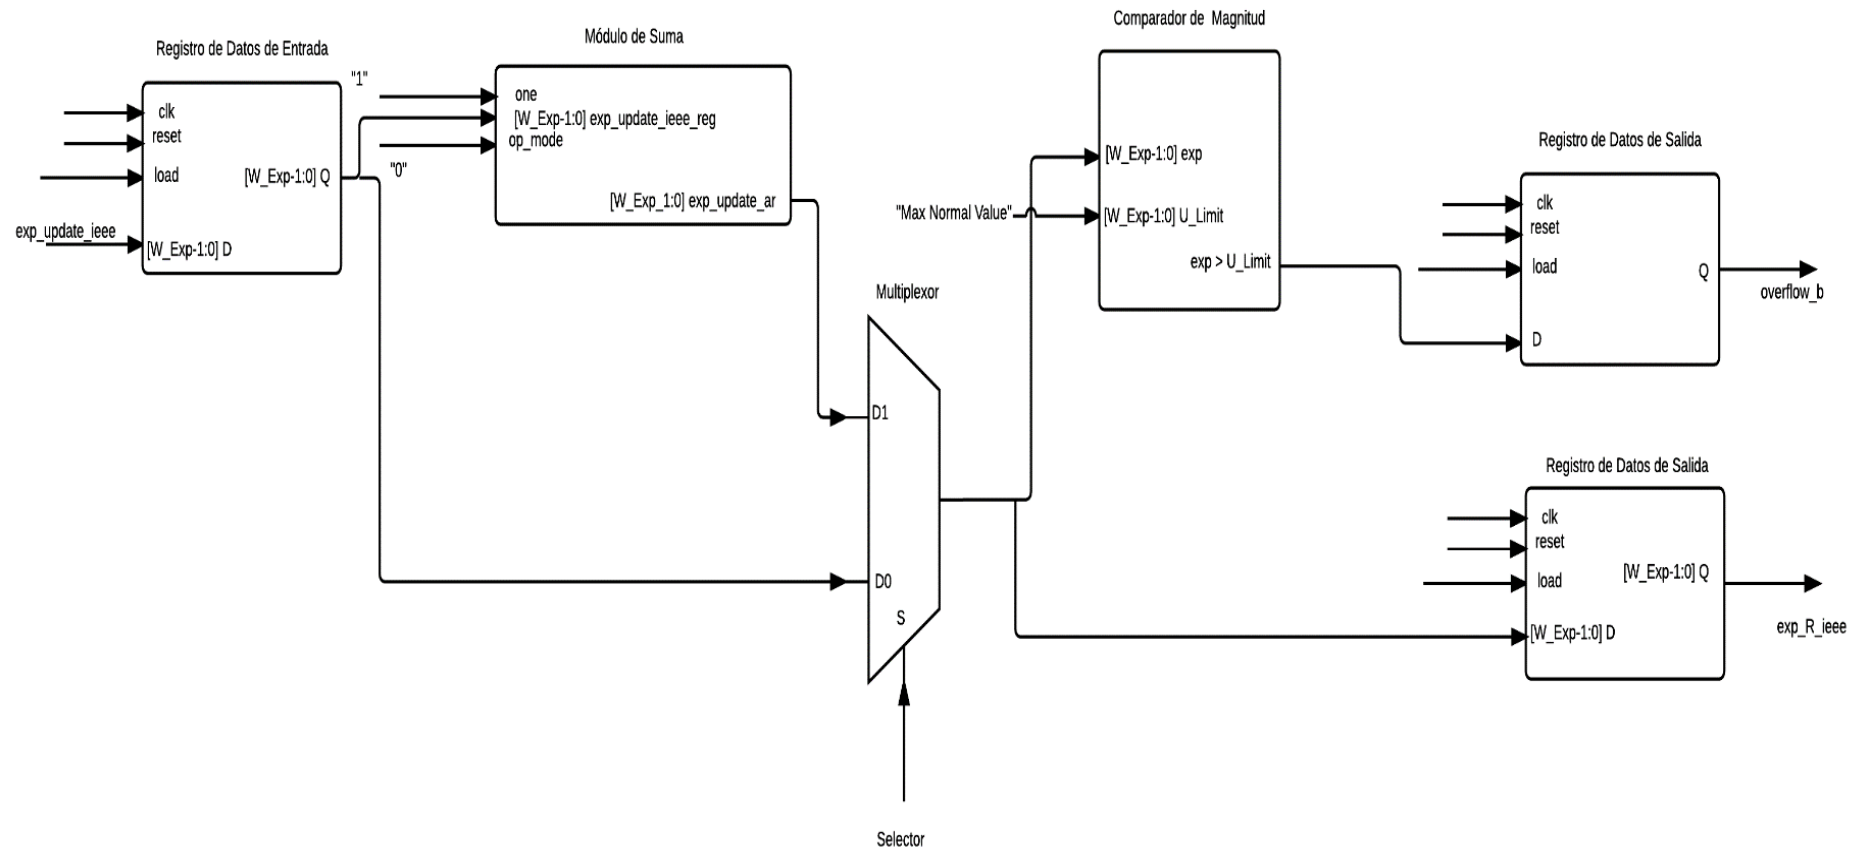 Registro de Datos de Entrada
clk
reset
load
[W_Exp-1:0] Q
exp_update_ieee
[W_Exp-1:0] D
Módulo de Suma
"1"
one
[W_Exp-1:0] exp_update_ieee_reg
op_mode
"0"
[W_Exp_1:0] exp_update_ar
Multiplexor
D1
D0
S
Selector
Comparador de Magnitud
[W_Exp-1:0] exp
"Max Normal Value"
[W_Exp-1:0] U_Limit
exp > U_Limit
Registro de Datos de Salida
clk
reset
load
Q
D
overflow_b
Registro de Datos de Salida
clk
reset
[W_Exp-1:0] Q
load
[W_Exp-1:0] D
exp_R_ieee